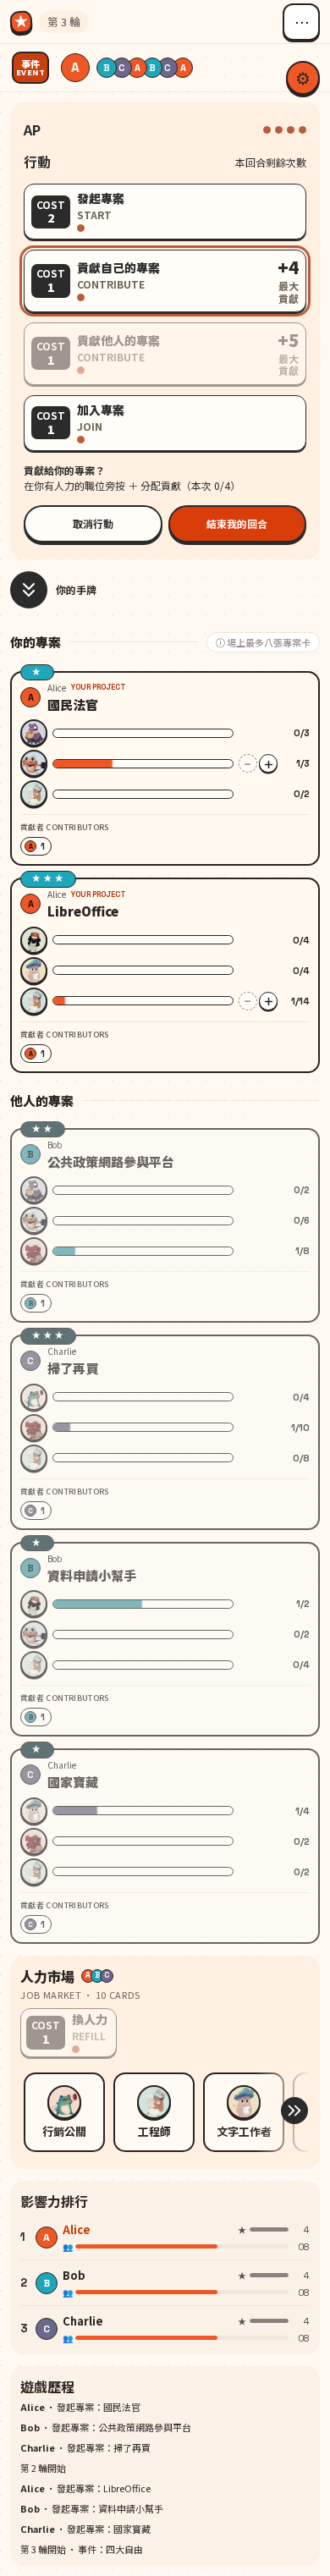 第 3 輪
...
事件
EVENT
A
B C A B C A
AP
行動
本回合剩餘次數
COST
2
發起專案
START
COST
1
貢獻自己的專案
CONTRIBUTE
+4
最大
貢獻
COST
1
貢獻他人的專案
CONTRIBUTE
+5
最大
貢獻
COST
1
加入專案
JOIN
貢獻給你的專案？
在你有人力的職位旁按 ＋ 分配貢獻（本次 0/4）
取消行動
結束我的回合
你的手牌
你的專案
場上最多八張專案卡
A
Alice YOUR PROJECT
國民法官
0/3
− + 1/3
0/2
貢獻者 CONTRIBUTORS
A 1
A
Alice YOUR PROJECT
LibreOffice
0/4
0/4
− + 1/14
貢獻者 CONTRIBUTORS
A 1
他人的專案
B
Bob
公共政策網路參與平台
0/2
0/6
1/8
貢獻者 CONTRIBUTORS
B 1
C
Charlie
掃了再買
0/4
1/10
0/8
貢獻者 CONTRIBUTORS
C 1
B
Bob
資料申請小幫手
1/2
0/2
0/4
貢獻者 CONTRIBUTORS
B 1
C
Charlie
國家寶藏
1/4
0/2
0/2
貢獻者 CONTRIBUTORS
C 1
人力市場
A B C
JOB MARKET · 10 CARDS
COST
1
換人力
REFILL
行銷公關
工程師
文字工作者
影響力排行
1 A Alice ★ 4
08
2 B Bob ★ 4
08
3 C Charlie ★ 4
08
遊戲歷程
Alice · 發起專案：國民法官
Bob · 發起專案：公共政策網路參與平台
Charlie · 發起專案：掃了再買
第 2 輪開始
Alice · 發起專案：LibreOffice
Bob · 發起專案：資料申請小幫手
Charlie · 發起專案：國家寶藏
第 3 輪開始 · 事件：四大自由